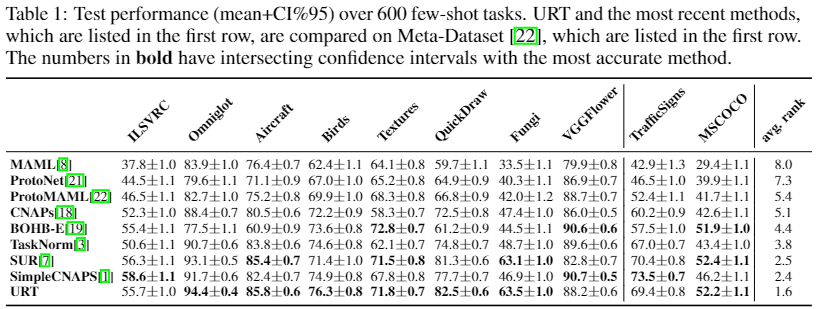 Table 1: Test performance (mean+CI%95) over 600 few-shot tasks. URT and the most recent methods,
which are listed in the first row, are compared on Meta-Dataset [22], which are listed in the first row.
The numbers in bold have intersecting confidence intervals with the most accurate method.
ILSVRC Omniglot Aircraft Birds Textures QuickDraw Fungi VGGFlower TrafficSigns MSCOCO avg. rank
MAML[8] 37.8±1.0 83.9±1.0 76.4±0.7 62.4±1.1 64.1±0.8 59.7±1.1 33.5±1.1 79.9±0.8 42.9±1.3 29.4±1.1 8.0
ProtoNet[21] 44.5±1.1 79.6±1.1 71.1±0.9 67.0±1.0 65.2±0.8 64.9±0.9 40.3±1.1 86.9±0.7 46.5±1.0 39.9±1.1 7.3
ProtoMAML[22] 46.5±1.1 82.7±1.0 75.2±0.8 69.9±1.0 68.3±0.8 66.8±0.9 42.0±1.2 88.7±0.7 52.4±1.1 41.7±1.1 5.4
CNAPs[18] 52.3±1.0 88.4±0.7 80.5±0.6 72.2±0.9 58.3±0.7 72.5±0.8 47.4±1.0 86.0±0.5 60.2±0.9 42.6±1.1 5.1
BOHB-E[19] 55.4±1.1 77.5±1.1 60.9±0.9 73.6±0.8 72.8±0.7 61.2±0.9 44.5±1.1 90.6±0.6 57.5±1.0 51.9±1.0 4.4
TaskNorm[3] 50.6±1.1 90.7±0.6 83.8±0.6 74.6±0.8 62.1±0.7 74.8±0.7 48.7±1.0 89.6±0.6 67.0±0.7 43.4±1.0 3.8
SUR[7] 56.3±1.1 93.1±0.5 85.4±0.7 71.4±1.0 71.5±0.8 81.3±0.6 63.1±1.0 82.8±0.7 70.4±0.8 52.4±1.1 2.5
SimpleCNAPS[1] 58.6±1.1 91.7±0.6 82.4±0.7 74.9±0.8 67.8±0.8 77.7±0.7 46.9±1.0 90.7±0.5 73.5±0.7 46.2±1.1 2.4
URT 55.7±1.0 94.4±0.4 85.8±0.6 76.3±0.8 71.8±0.7 82.5±0.6 63.5±1.0 88.2±0.6 69.4±0.8 52.2±1.1 1.6